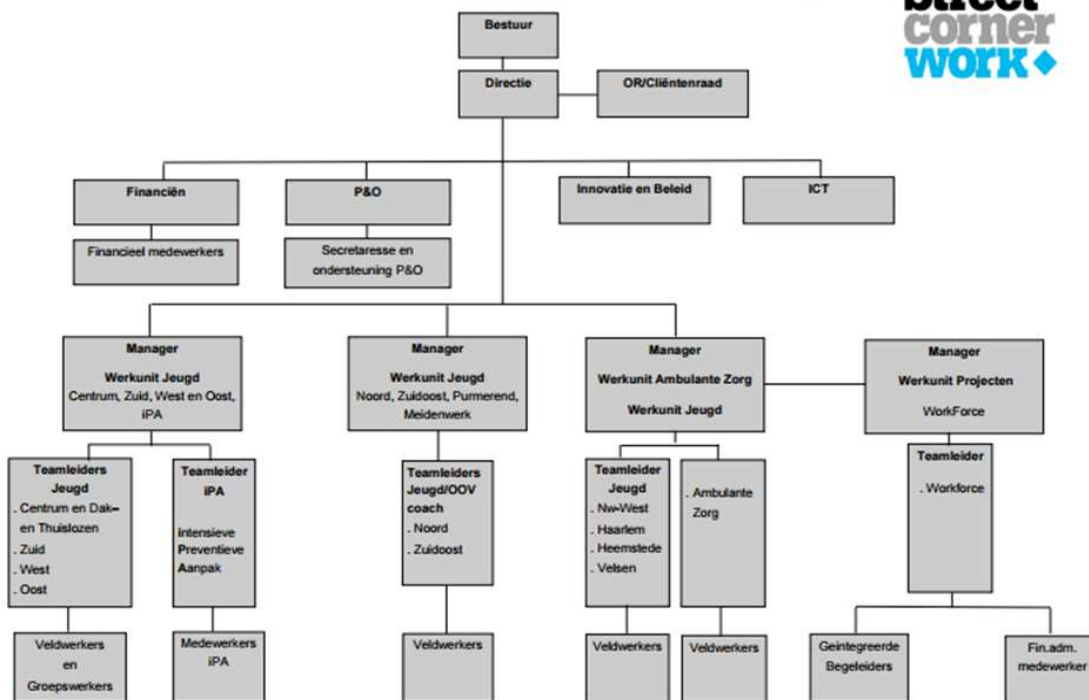 Street
corner
work
Bestuur
Directie
OR/Cliëntenraad
Financiën
P&O
Innovatie en Beleid
ICT
Financieel medewerkers
Secretaresse en
ondersteuning P&O
Manager
Werkunit Jeugd
Centrum, Zuid, West en Oost,
iPA
Manager
Werkunit Jeugd
Noord, Zuidoost, Purmerend,
Meidenwerk
Manager
Werkunit Ambulante Zorg
Werkunit Jeugd
Manager
Werkunit Projecten
WorkForce
Teamleiders
Jeugd
. Centrum en Dak–
en Thuislozen
. Zuid
. West
. Oost
Teamleider
iPA
Intensieve
Preventieve
Aanpak
Teamleiders
Jeugd/OOV
coach
. Noord
. Zuidoost
Teamleider
Jeugd
. Nw-West
. Haarlem
. Heemstede
. Velsen
. Ambulante
Zorg
Teamleider
. Workforce
Veldwerkers
en
Groepswerkers
Medewerkers
iPA
Veldwerkers
Veldwerkers
Veldwerkers
Geintegreerde
Begeleiders
Fin.adm.
medewerker